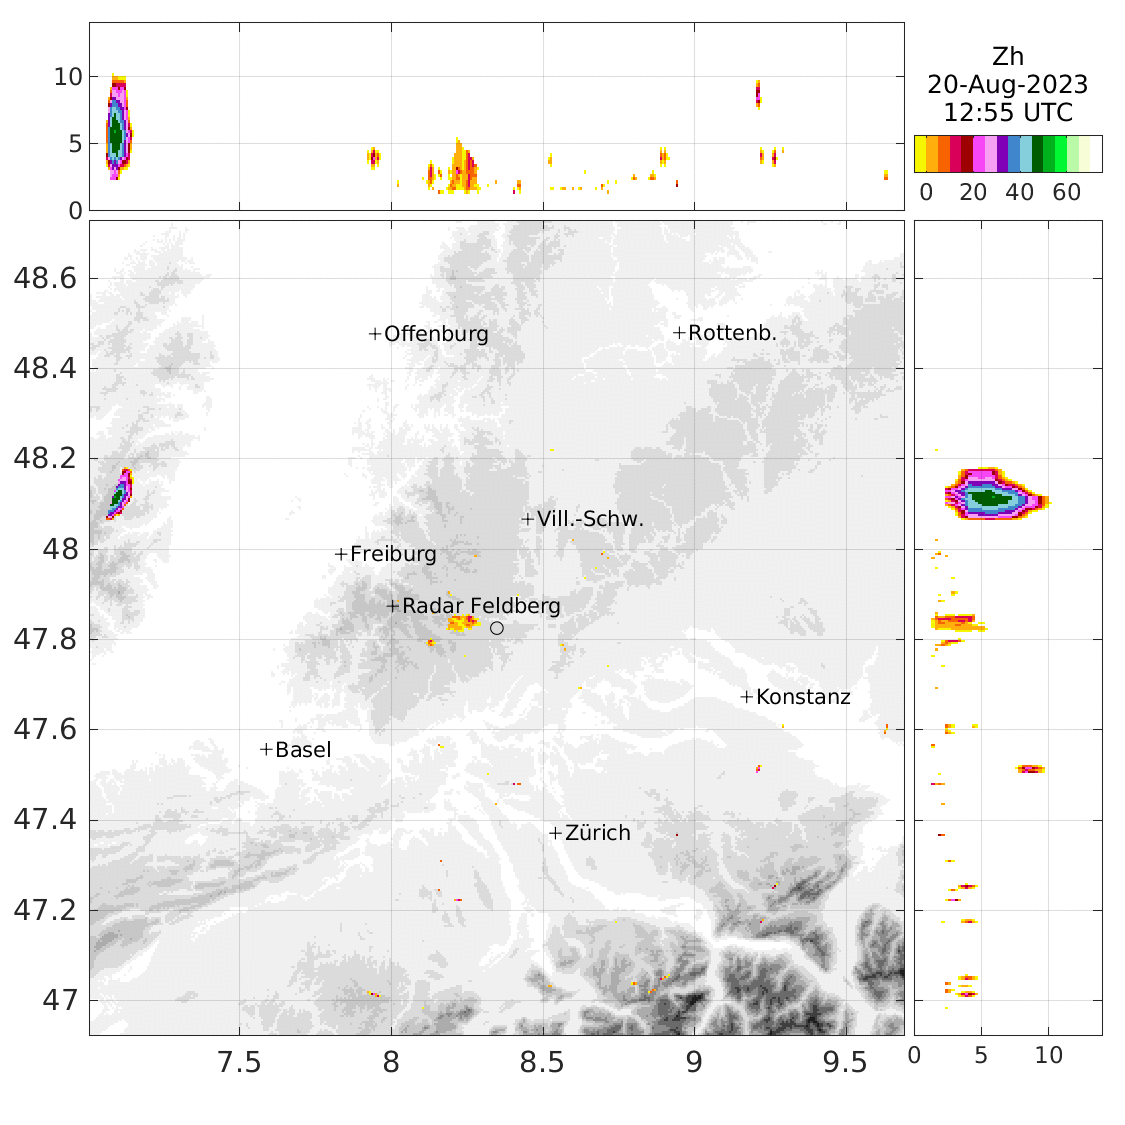 10
5
0
Zh
20-Aug-2023
12:55 UTC
0 20 40 60
48.6
48.4
48.2
48
47.8
47.6
47.4
47.2
47
+Offenburg
+Rottenb.
+Vill.-Schw.
+Freiburg
+Radar Feldberg
+Konstanz
+Basel
+Zürich
7.5 8 8.5 9 9.5
0 5 10